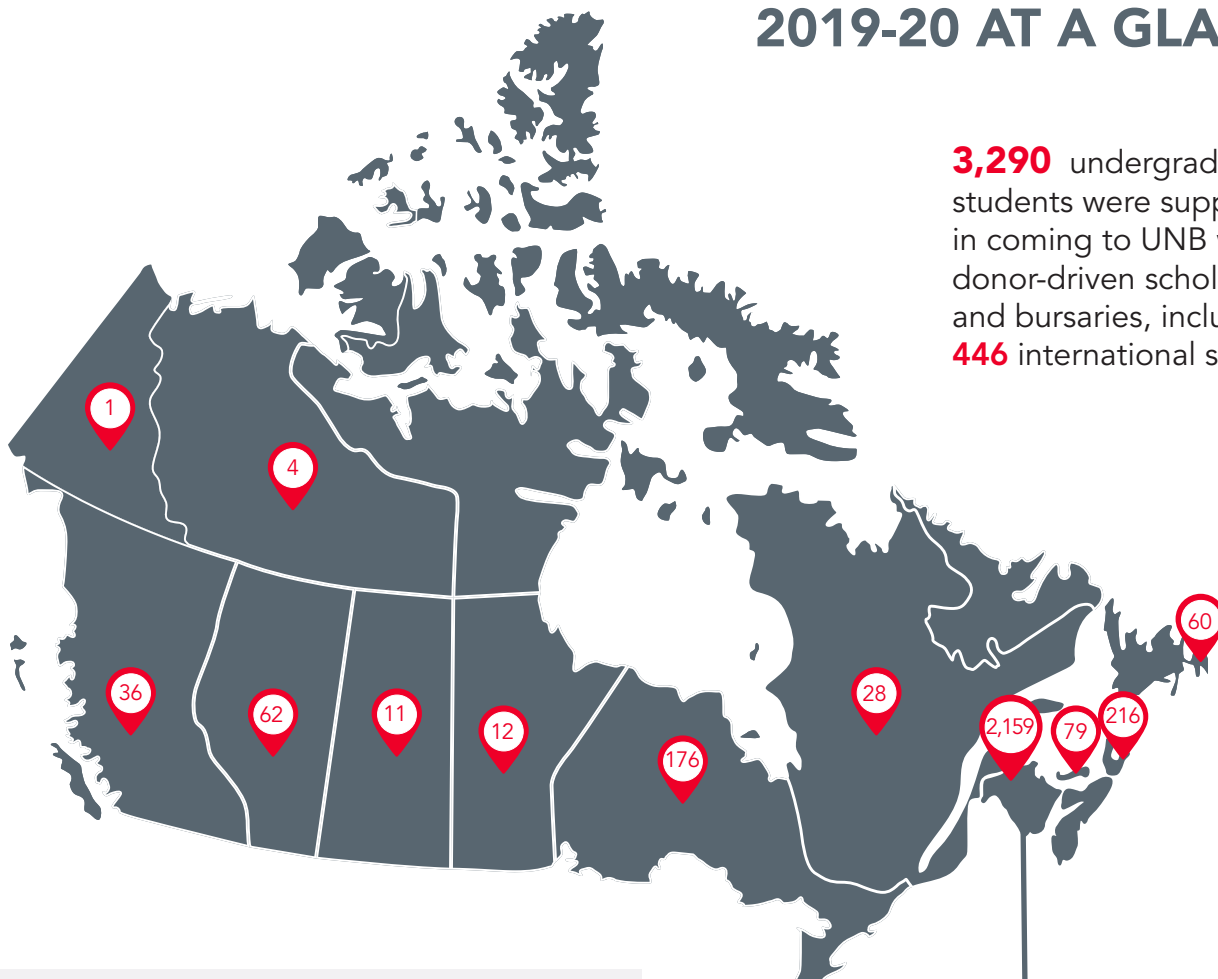 2019-20 AT A GLA
3,290 undergrad
students were supp
in coming to UNB
donor-driven schol
and bursaries, inclu
446 international s
1
4
60
36
62
11
12
176
28
2,159
79
216